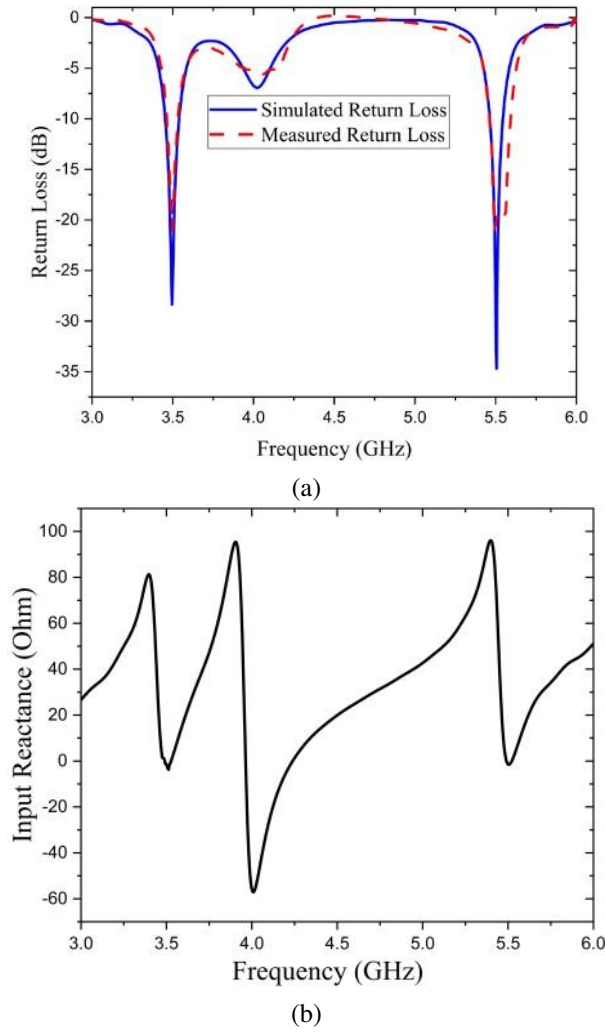 0
-5
-10
-15
-20
-25
-30
-35
Return Loss (dB)
Simulated Return Loss
Measured Return Loss
3.0 3.5 4.0 4.5 5.0 5.5 6.0
Frequency (GHz)
(a)
100
80
60
40
20
0
-20
-40
-60
Input Reactance (Ohm)
3.0 3.5 4.0 4.5 5.0 5.5 6.0
Frequency (GHz)
(b)